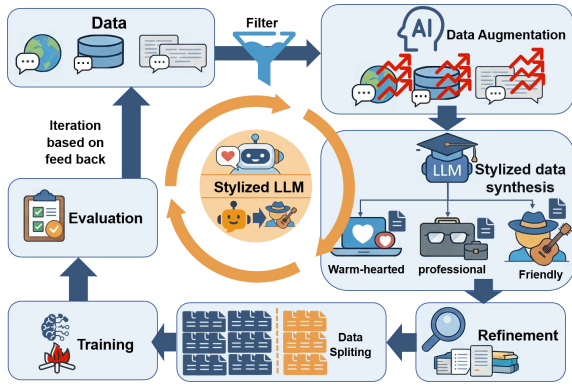 Data
Filter
AI
Data Augmentation
Iteration
based on
feed back
Stylized LLM
LLM
Stylized data
synthesis
Warm-hearted
professional
Friendly
Evaluation
Training
Data
Spliting
Refinement